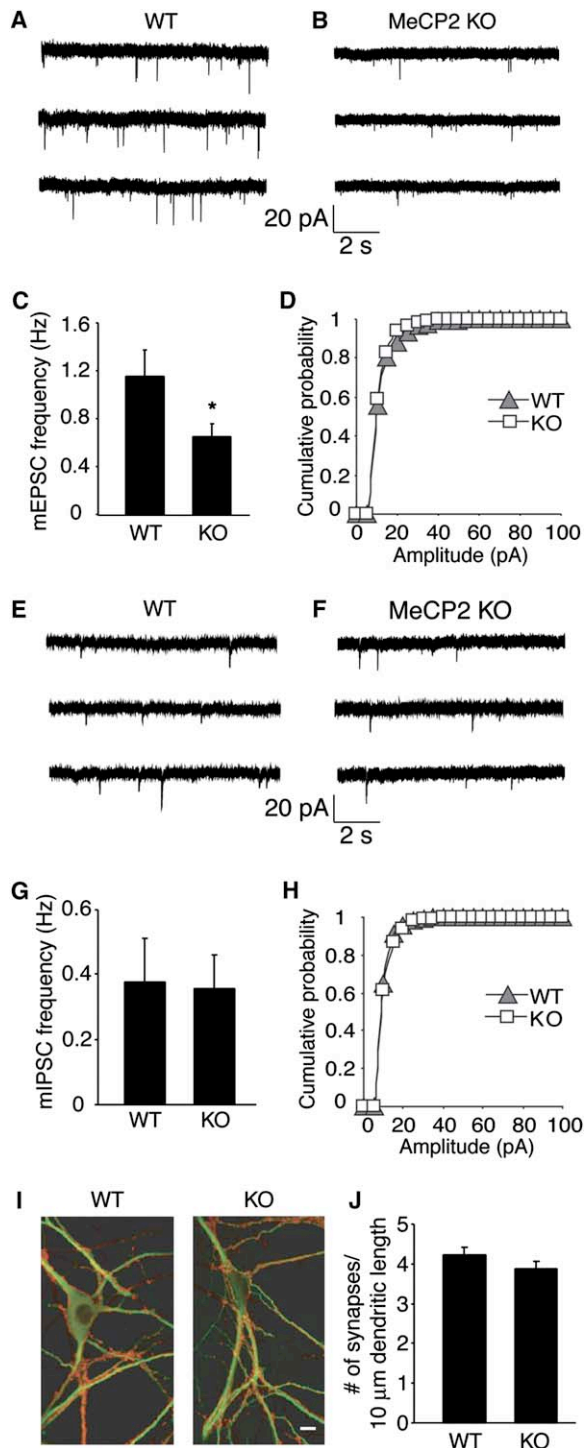 A WT
B MeCP2 KO
20 pA
2 s
C
mEPSC frequency (Hz)
1.6
1.2
0.8
0.4
0
*
WT KO
D
Cumulative probability
1
0.8
0.6
0.4
0.2
0
WT
KO
0 20 40 60 80 100
Amplitude (pA)
E WT
F MeCP2 KO
20 pA
2 s
G
mIPSC frequency (Hz)
0.6
0.4
0.2
0
WT KO
H
Cumulative probability
1
0.8
0.6
0.4
0.2
0
WT
KO
0 20 40 60 80 100
Amplitude (pA)
I WT KO
J
# of synapses/
10 µm dendritic length
5
4
3
2
1
0
WT KO